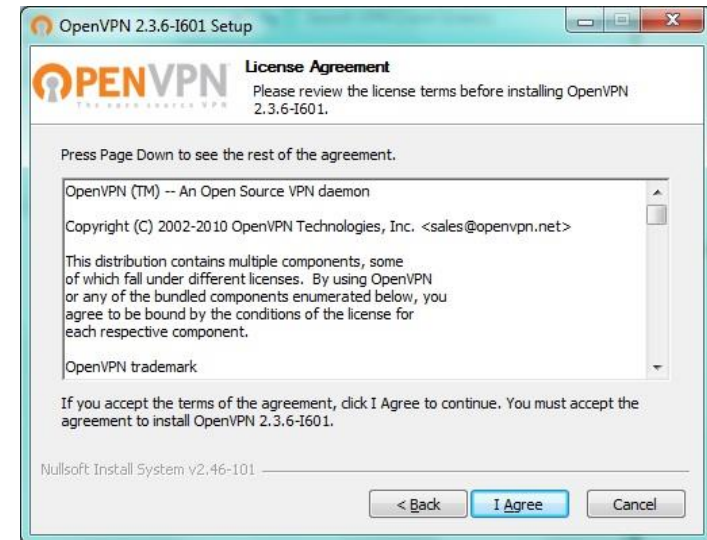 OpenVPN 2.3.6-I601 Setup
OPENVPN
The open source VPN
License Agreement
Please review the license terms before installing OpenVPN
2.3.6-I601.
Press Page Down to see the rest of the agreement.
OpenVPN (TM) -- An Open Source VPN daemon
Copyright (C) 2002-2010 OpenVPN Technologies, Inc. <sales@openvpn.net>
This distribution contains multiple components, some
of which fall under different licenses. By using OpenVPN
or any of the bundled components enumerated below, you
agree to be bound by the conditions of the license for
each respective component.
OpenVPN trademark
If you accept the terms of the agreement, click I Agree to continue. You must accept the
agreement to install OpenVPN 2.3.6-I601.
Nullsoft Install System v2.46-101
< Back
I Agree
Cancel